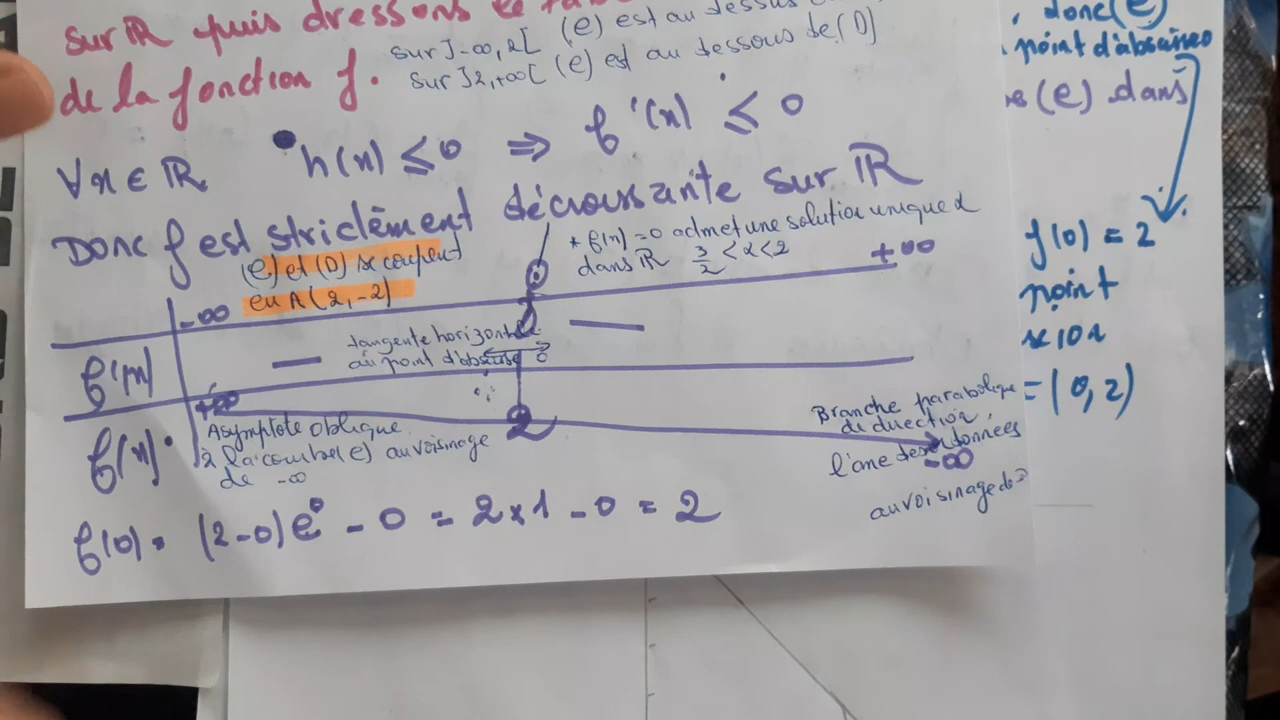 sur ℝ puis dressons le
de la fonction f.
sur ]-∞,2[ (e) est au dessus
sur ]2,+∞[ (e) est au dessous de (D)
∀x∈ℝ h(x) ≤ 0 ⇒ f'(x) ≤ 0
Donc f est strictement décroissante sur ℝ
(e) et (D) se coupent
en A(2,-2)
* f(x)=0 admet une solution unique α
dans ℝ 3/2 < α < 2
-∞ 0 +∞
f'(x) — 0 —
tangente horizontale
au point d'abscisse
f(x) +∞ 2 -∞
Asymptote oblique
à la courbe (e) au voisinage
de -∞
Branche parabolique
de direction
l'axe des ordonnées
au voisinage de
f(0) = (2-0)e⁰ - 0 = 2×1 - 0 = 2
, donc (e)
point d'abscisse
(e) dans
f(0) = 2
point
= (0,2)